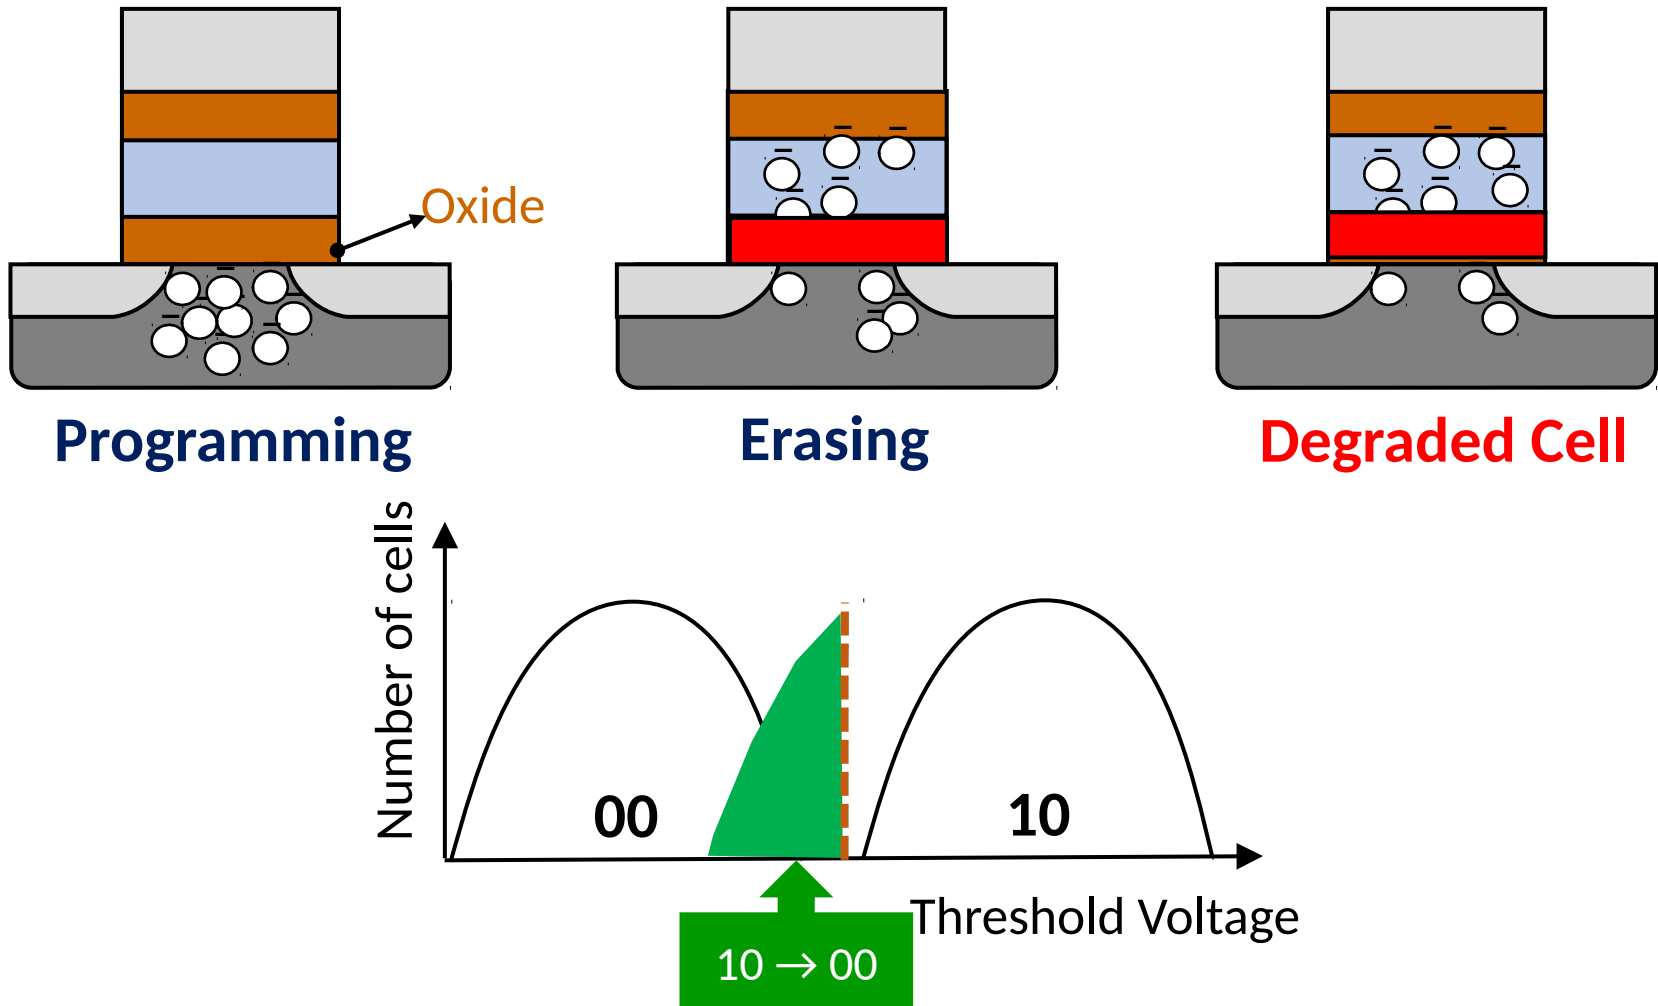 Oxide
Programming
Erasing
Degraded Cell
Number of cells
00
10
Threshold Voltage
10 → 00